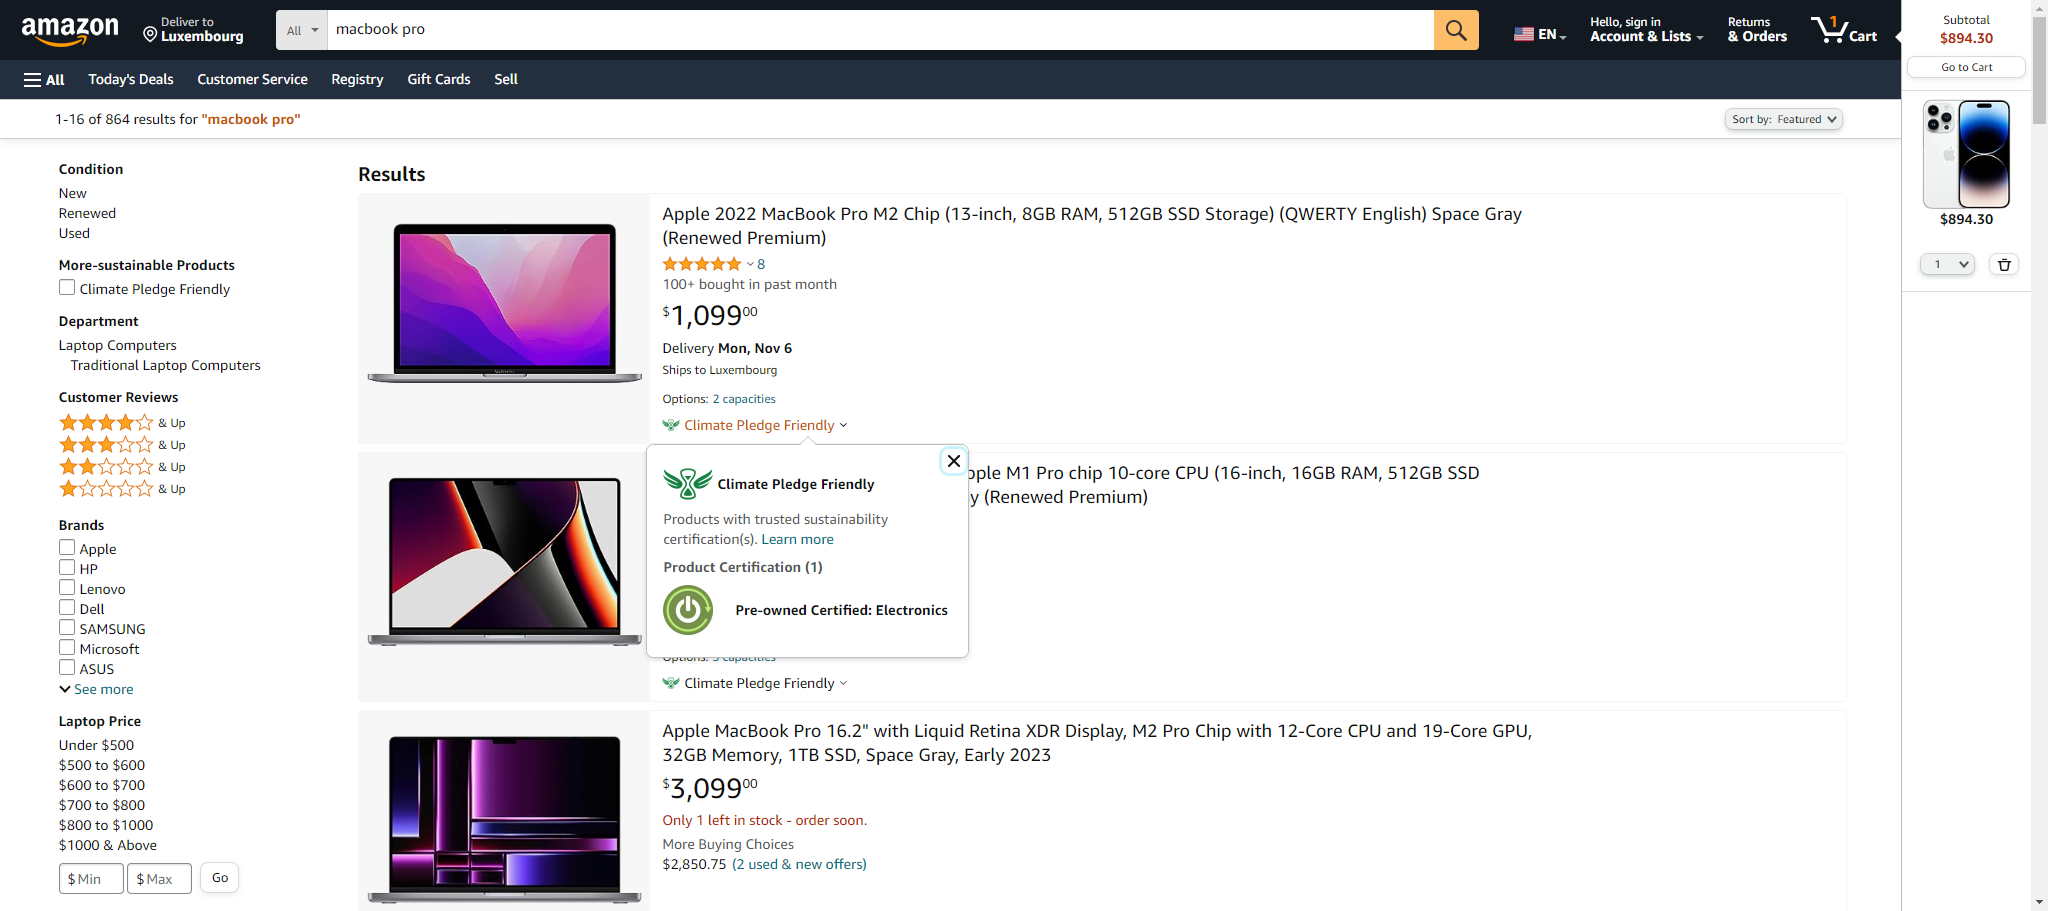 amazon
Deliver to
Luxembourg
All
macbook pro
EN
Hello, sign in
Account & Lists
Returns
& Orders
1
Cart
All
Today's Deals
Customer Service
Registry
Gift Cards
Sell
Subtotal
$894.30
Go to Cart
$894.30
1
1-16 of 864 results for "macbook pro"
Sort by: Featured
Condition
New
Renewed
Used
More-sustainable Products
Climate Pledge Friendly
Department
Laptop Computers
Traditional Laptop Computers
Customer Reviews
& Up
& Up
& Up
& Up
Brands
Apple
HP
Lenovo
Dell
SAMSUNG
Microsoft
ASUS
See more
Laptop Price
Under $500
$500 to $600
$600 to $700
$700 to $800
$800 to $1000
$1000 & Above
$ Min
$ Max
Go
Results
Apple 2022 MacBook Pro M2 Chip (13-inch, 8GB RAM, 512GB SSD Storage) (QWERTY English) Space Gray
(Renewed Premium)
8
100+ bought in past month
$1,09900
Delivery Mon, Nov 6
Ships to Luxembourg
Options: 2 capacities
Climate Pledge Friendly
Climate Pledge Friendly
Products with trusted sustainability
certification(s). Learn more
Product Certification (1)
Pre-owned Certified: Electronics
pple M1 Pro chip 10-core CPU (16-inch, 16GB RAM, 512GB SSD
y (Renewed Premium)
Options: 3 capacities
Climate Pledge Friendly
Apple MacBook Pro 16.2" with Liquid Retina XDR Display, M2 Pro Chip with 12-Core CPU and 19-Core GPU,
32GB Memory, 1TB SSD, Space Gray, Early 2023
$3,09900
Only 1 left in stock - order soon.
More Buying Choices
$2,850.75 (2 used & new offers)